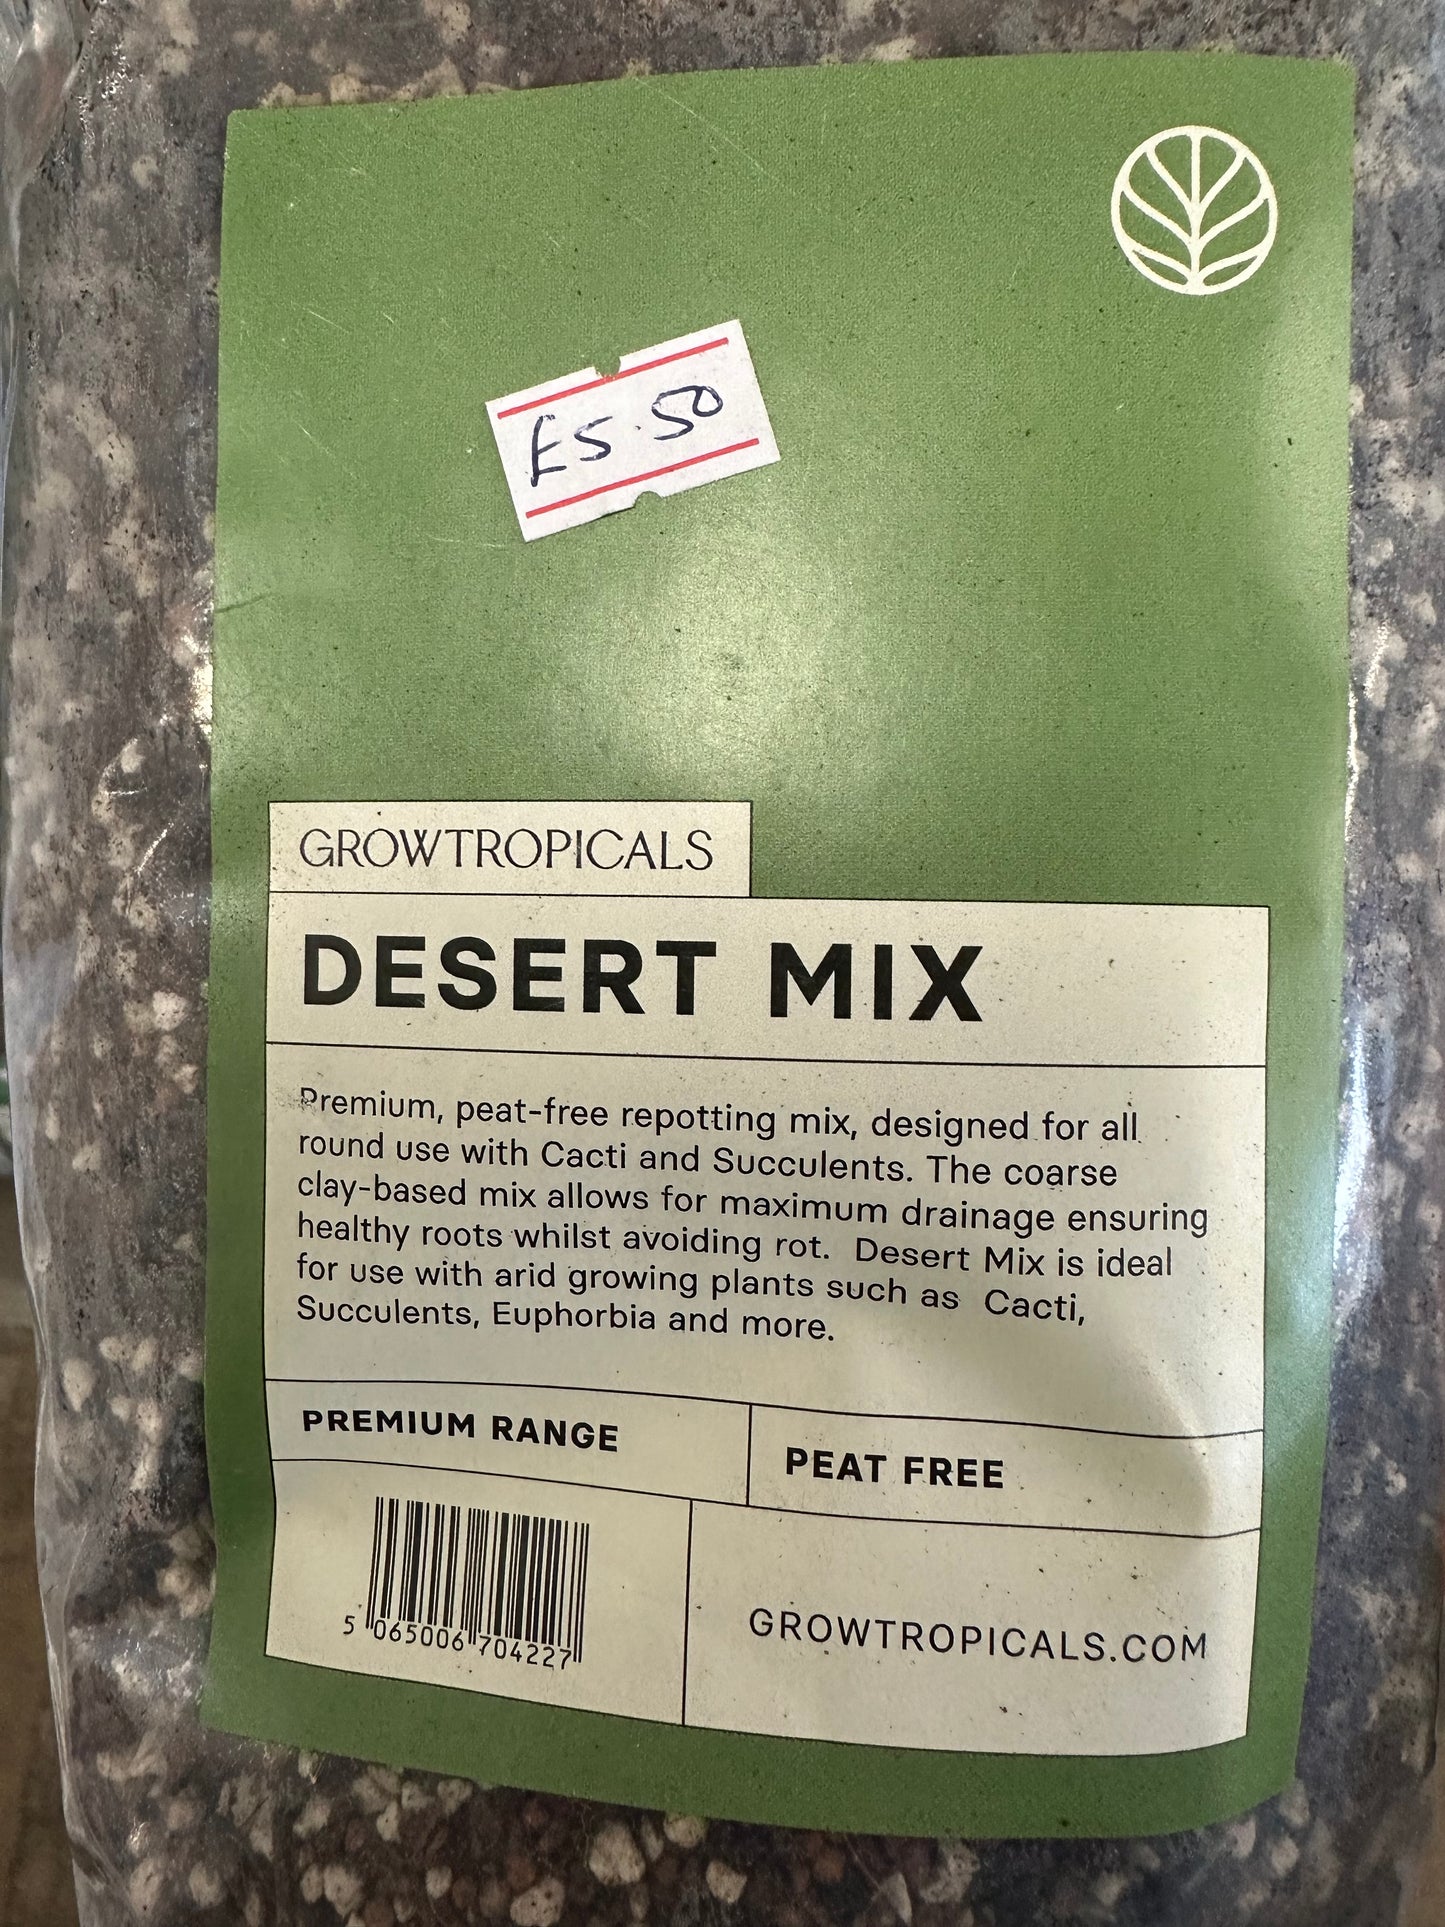 £5.50
GROWTROPICALS
DESERT MIX
Premium, peat-free repotting mix, designed for all
round use with Cacti and Succulents. The coarse
clay-based mix allows for maximum drainage ensuring
healthy roots whilst avoiding rot. Desert Mix is ideal
for use with arid growing plants such as Cacti,
Succulents, Euphorbia and more.
PREMIUM RANGE
PEAT FREE
5 065006 704227
GROWTROPICALS.COM